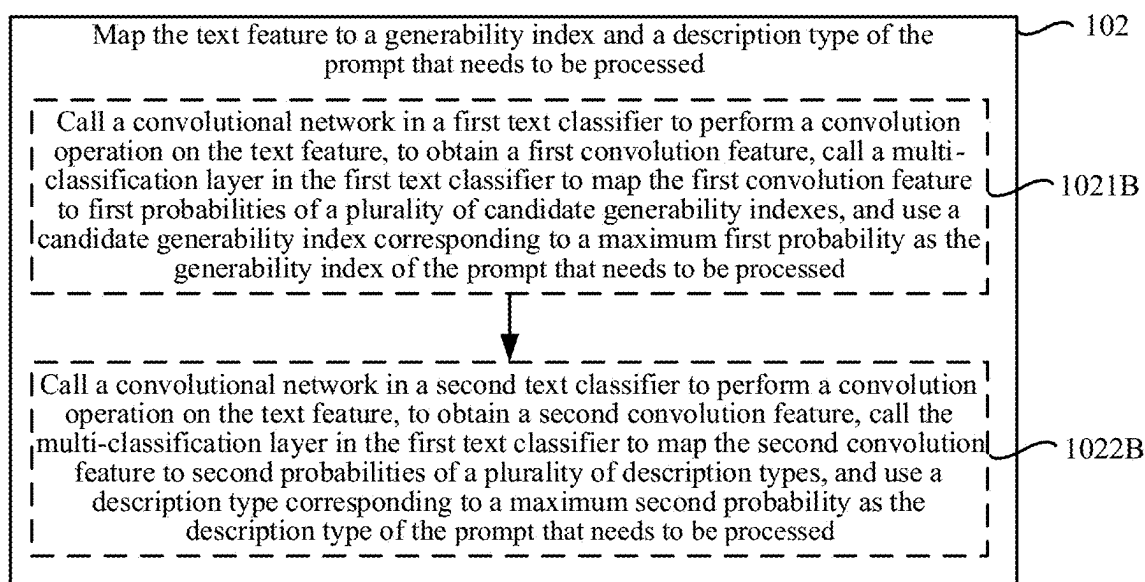 Map the text feature to a generability index and a description type of the
prompt that needs to be processed
102
Call a convolutional network in a first text classifier to perform a convolution
operation on the text feature, to obtain a first convolution feature, call a multi-
classification layer in the first text classifier to map the first convolution feature
to first probabilities of a plurality of candidate generability indexes, and use a
candidate generability index corresponding to a maximum first probability as the
generability index of the prompt that needs to be processed
1021B
Call a convolutional network in a second text classifier to perform a convolution
operation on the text feature, to obtain a second convolution feature, call the
multi-classification layer in the first text classifier to map the second convolution
feature to second probabilities of a plurality of description types, and use a
description type corresponding to a maximum second probability as the
description type of the prompt that needs to be processed
1022B